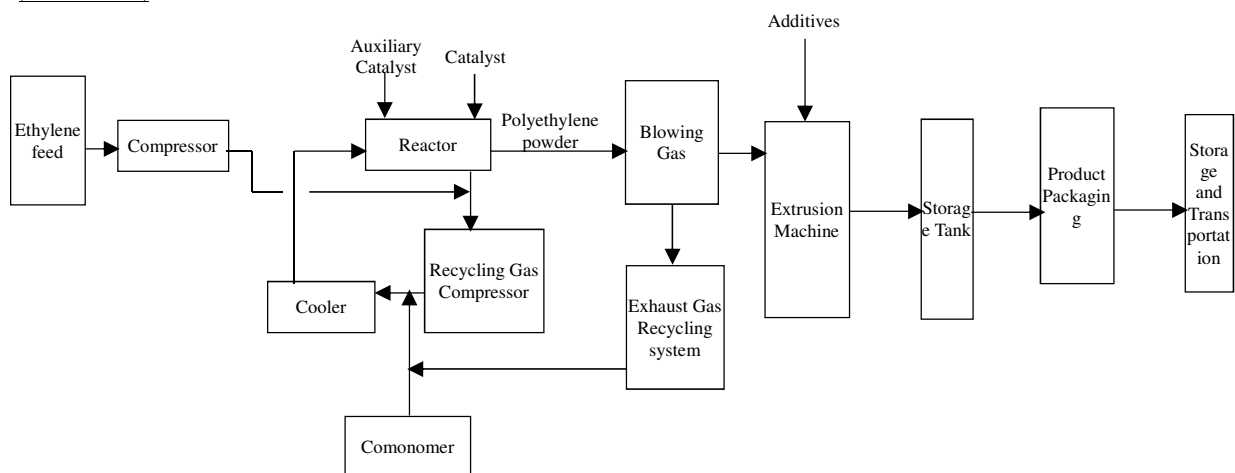 Additives
Auxiliary
Catalyst
Catalyst
Ethylene
feed
Compressor
Reactor
Polyethylene
powder
Blowing
Gas
Extrusion
Machine
Storag
e Tank
Product
Packagin
g
Stora
ge
and
Trans
portat
ion
Recycling Gas
Compressor
Cooler
Exhaust Gas
Recycling
system
Comonomer